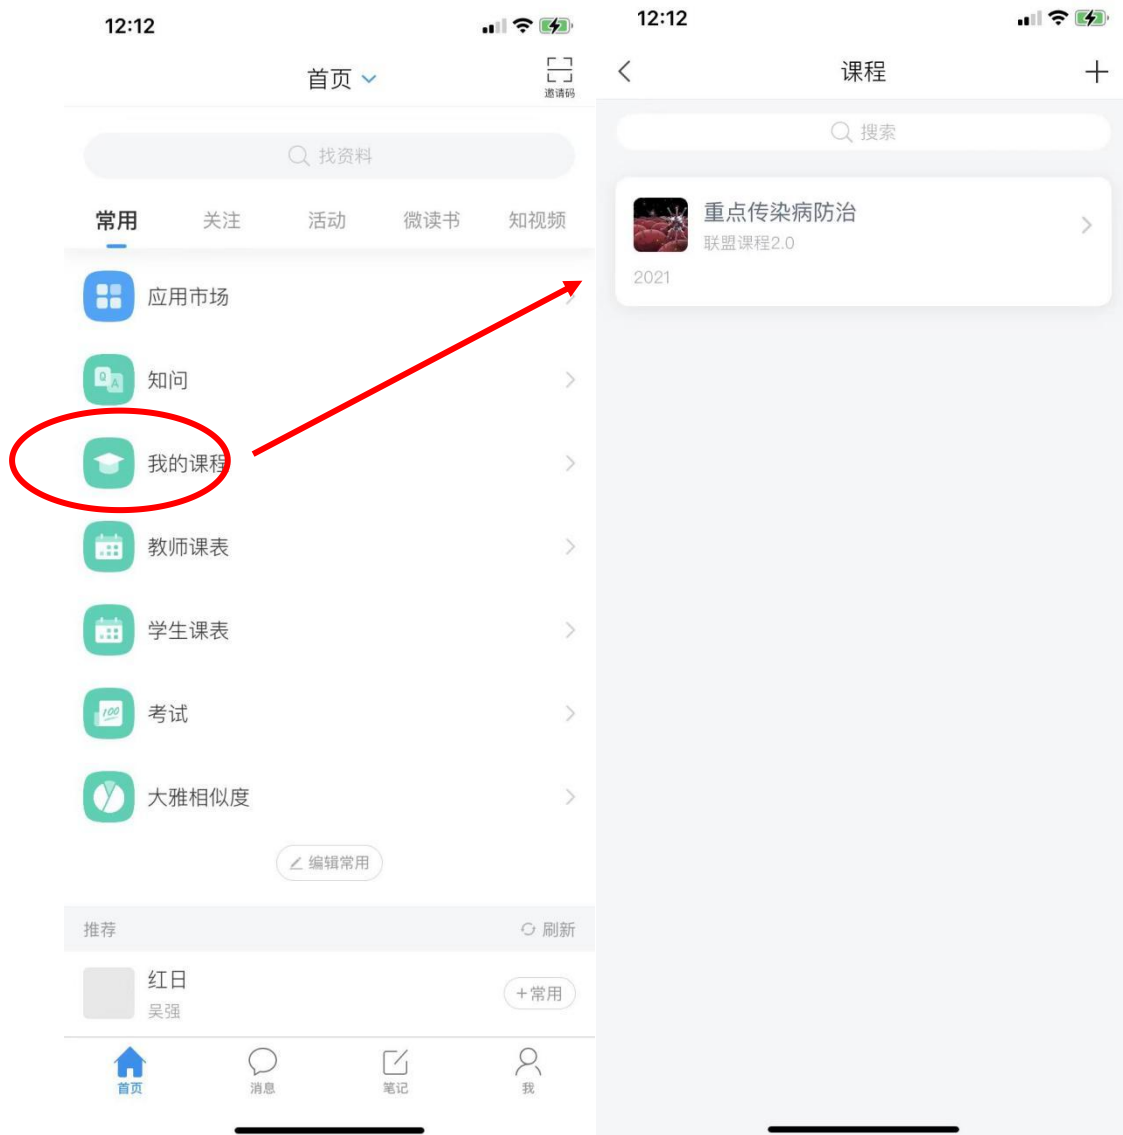 12:12
首页
邀请码
找资料
常用 关注 活动 微读书 知视频
应用市场
知问
我的课程
教师课表
学生课表
考试
大雅相似度
编辑常用
推荐 刷新
红日
吴强
+常用
首页 消息 笔记 我
12:12
课程
搜索
重点传染病防治
联盟课程2.0
2021